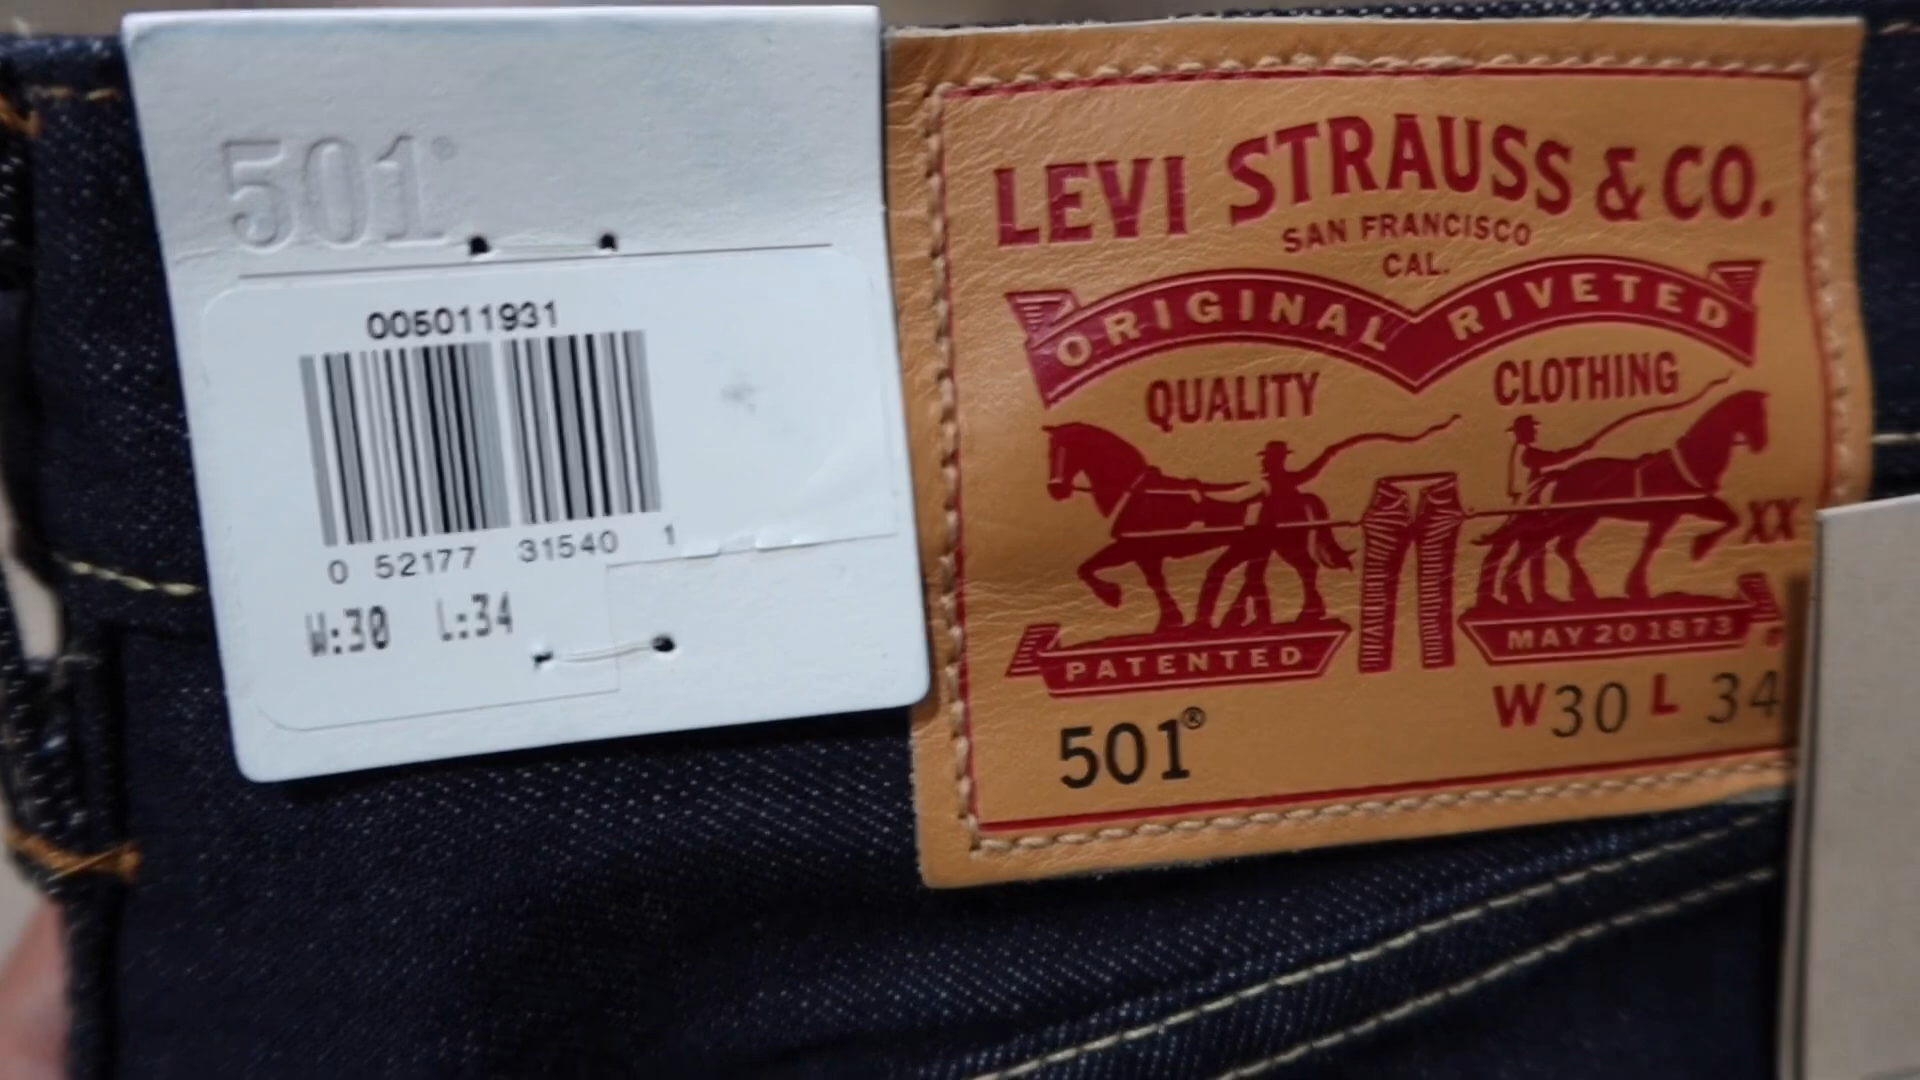 501®
005011931
0 52177 31540 1
W:30 L:34
LEVI STRAUSS & CO.
SAN FRANCISCO
CAL.
ORIGINAL RIVETED
QUALITY CLOTHING
XX
PATENTED MAY 20 1873
501® W30 L 34